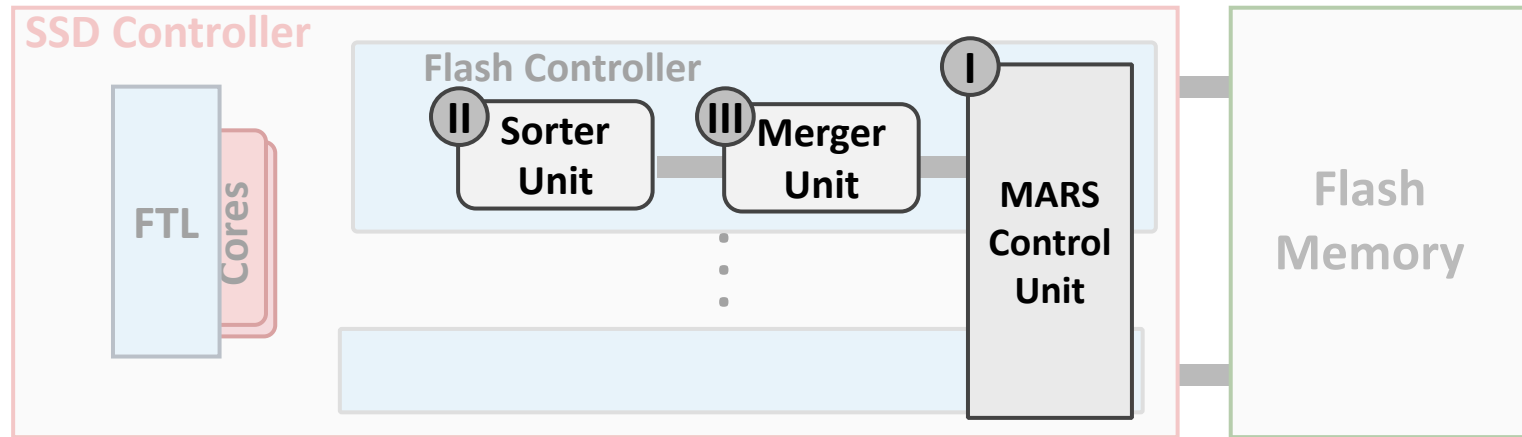 SSD Controller
Flash Controller
I
II
Sorter
Unit
III
Merger
Unit
MARS
Control
Unit
FTL
Cores
Flash
Memory